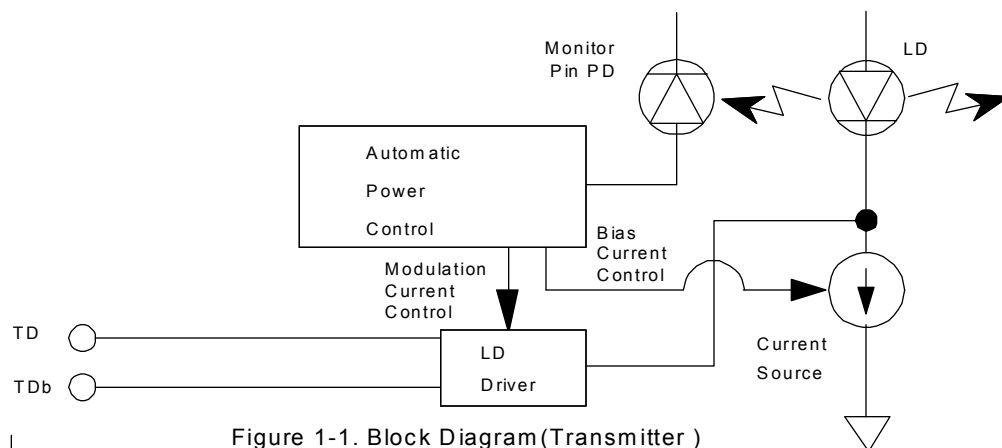 Monitor
Pin PD
LD
Automatic
Power
Control
Bias
Current
Control
Modulation
Current
Control
TD
TDb
LD
Driver
Current
Source
Figure 1-1. Block Diagram(Transmitter )